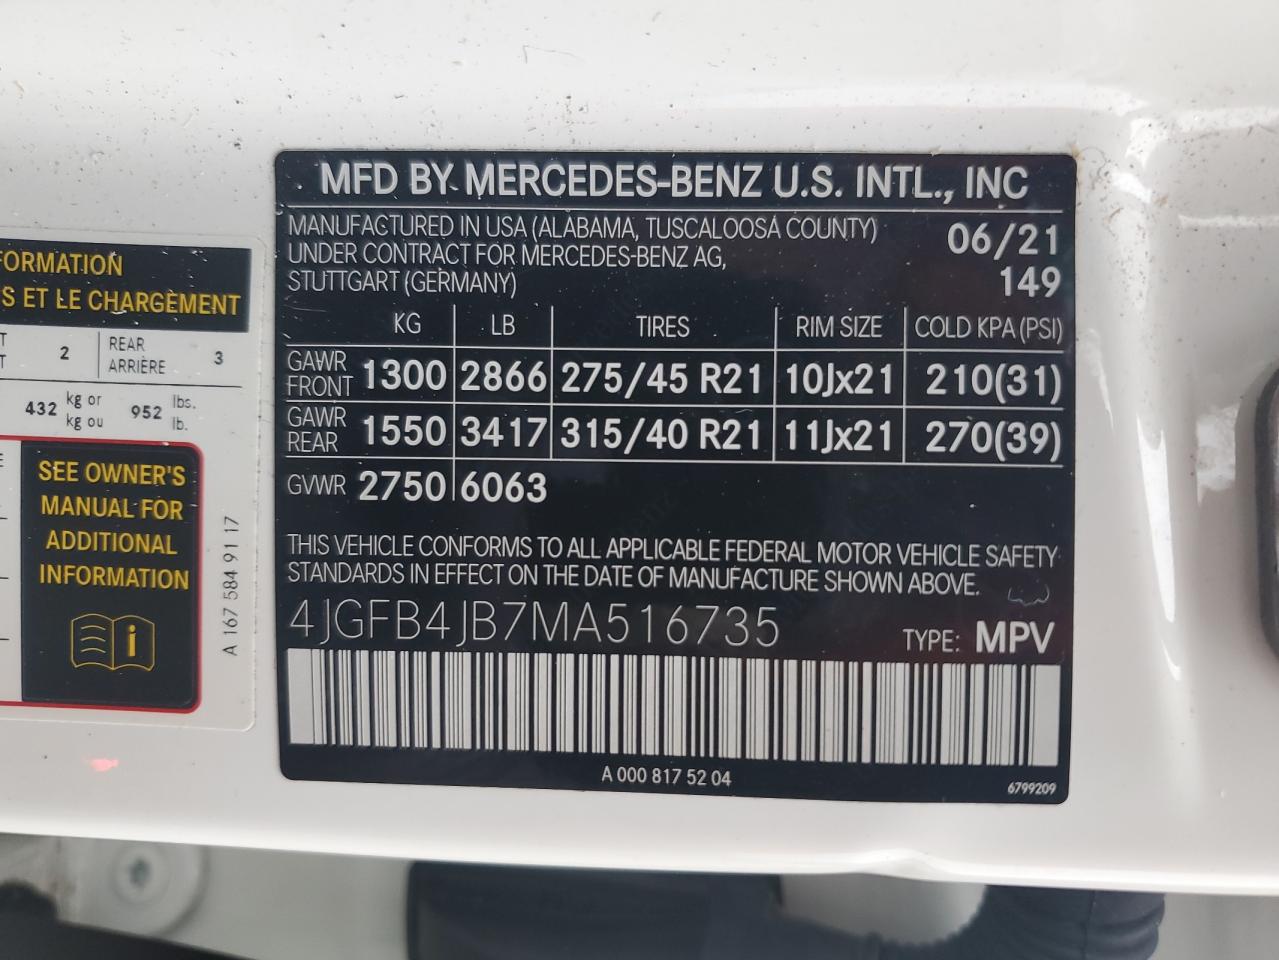 FORMATION
S ET LE CHARGEMENT
2
REAR
ARRIÈRE
3
432 kg or
kg ou
952 lbs.
lb.
SEE OWNER'S
MANUAL FOR
ADDITIONAL
INFORMATION
A 167 584 91 17
MFD BY MERCEDES-BENZ U.S. INTL., INC
MANUFACTURED IN USA (ALABAMA, TUSCALOOSA COUNTY)
UNDER CONTRACT FOR MERCEDES-BENZ AG,
STUTTGART (GERMANY)
06/21
149
KG LB TIRES RIM SIZE COLD KPA (PSI)
GAWR FRONT 1300 2866 275/45 R21 10Jx21 210(31)
GAWR REAR 1550 3417 315/40 R21 11Jx21 270(39)
GVWR 2750 6063
THIS VEHICLE CONFORMS TO ALL APPLICABLE FEDERAL MOTOR VEHICLE SAFETY
STANDARDS IN EFFECT ON THE DATE OF MANUFACTURE SHOWN ABOVE.
4JGFB4JB7MA516735
TYPE: MPV
A 000 817 52 04
6799209